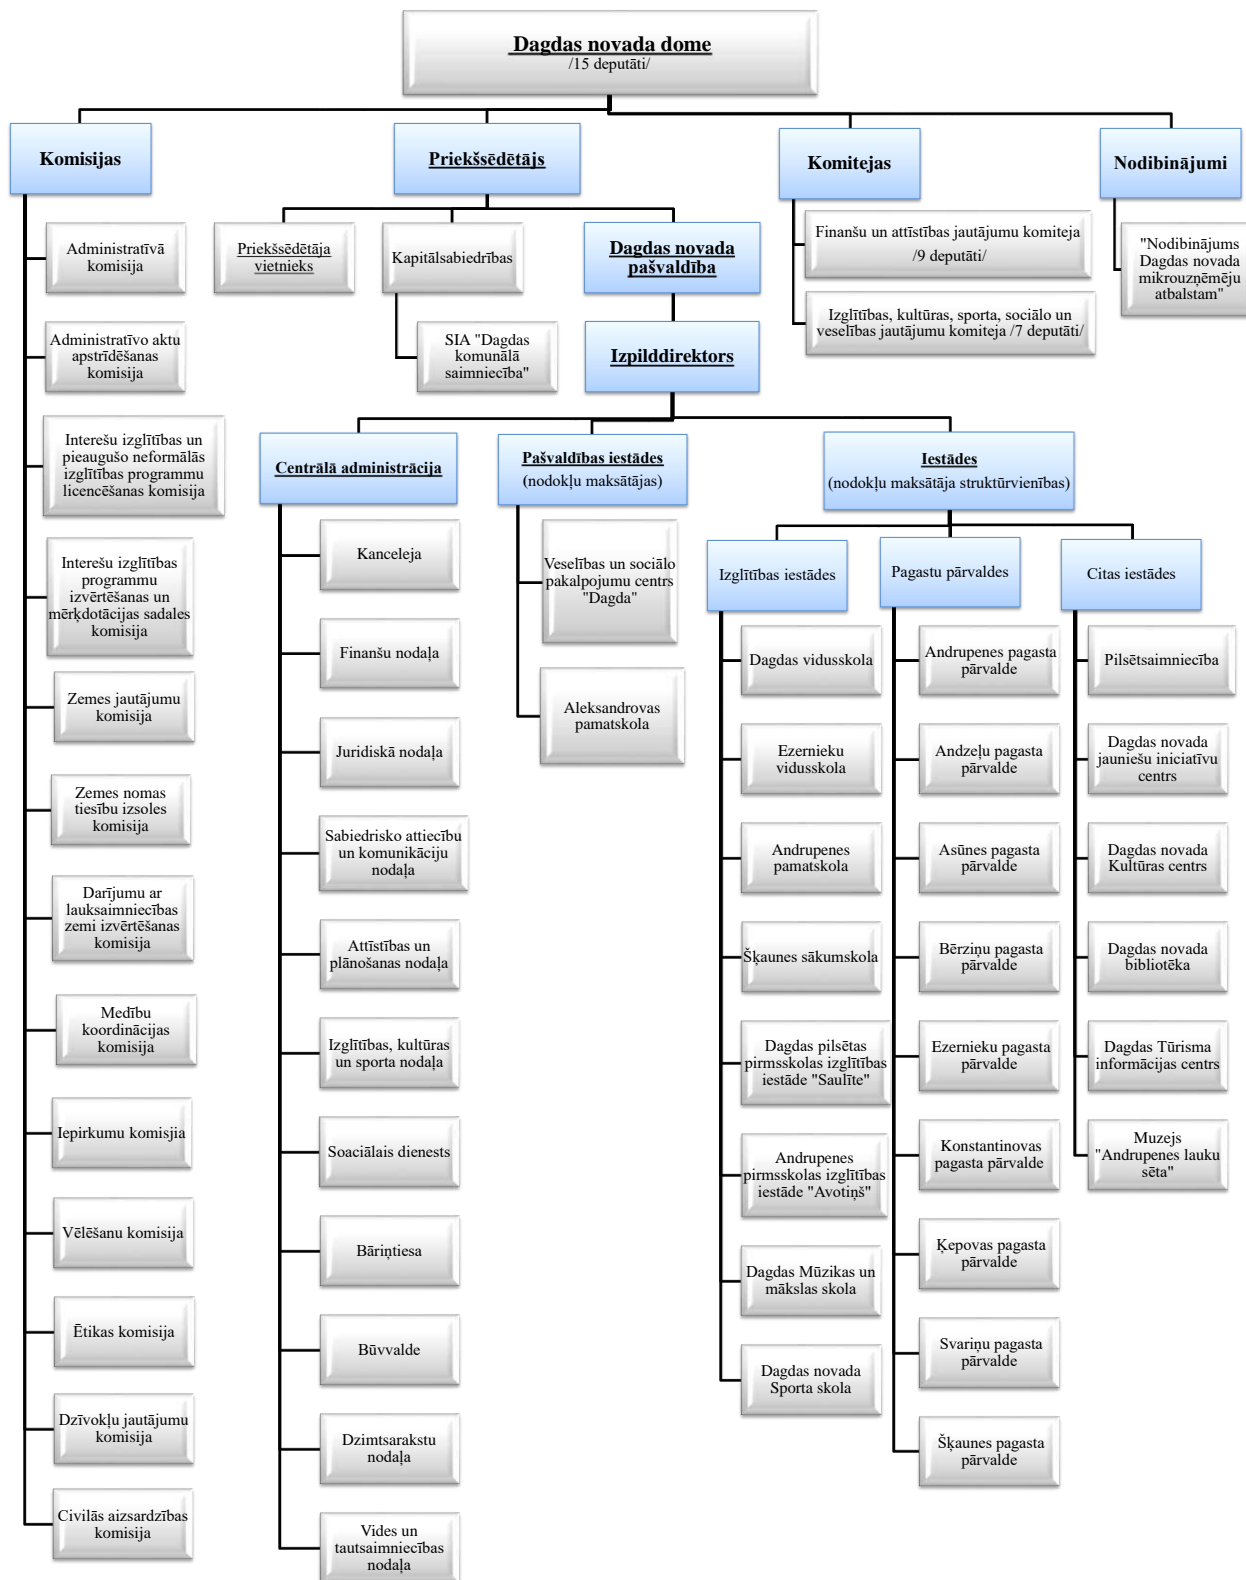 Dagdas novada dome
/15 deputāti/
Komisijas
Priekšsēdētājs
Komitejas
Nodibinājumi
Administratīvā
komisija
Administratīvo aktu
apstrīdēšanas
komisija
Interešu izglītības un
pieaugušo neformālās
izglītības programmu
licencēšanas komisija
Interešu izglītības
programmu
izvērtēšanas un
mērķdotācijas sadales
komisija
Zemes jautājumu
komisija
Zemes nomas
tiesību izsoles
komisija
Darījumu ar
lauksaimniecības
zemi izvērtēšanas
komisija
Medību
koordinācijas
komisija
Iepirkumu komisjia
Vēlēšanu komisija
Ētikas komisija
Dzīvokļu jautājumu
komisija
Civilās aizsardzības
komisija
Priekšsēdētāja
vietnieks
Kapitālsabiedrības
SIA "Dagdas
komunālā
saimniecība"
Dagdas novada
pašvaldība
Izpilddirektors
Finanšu un attīstības jautājumu komiteja
/9 deputāti/
Izglītības, kultūras, sporta, sociālo un
veselības jautājumu komiteja /7 deputāti/
"Nodibinājums
Dagdas novada
mikrouzņēmēju
atbalstam"
Centrālā administrācija
Kanceleja
Finanšu nodaļa
Juridiskā nodaļa
Sabiedrisko attiecību
un komunikāciju
nodaļa
Attīstības un
plānošanas nodaļa
Izglītības, kultūras
un sporta nodaļa
Soaciālais dienests
Bāriņtiesa
Būvvalde
Dzimtsarakstu
nodaļa
Vides un
tautsaimniecības
nodaļa
Pašvaldības iestādes
(nodokļu maksātājas)
Veselības un sociālo
pakalpojumu centrs
"Dagda"
Aleksandrovas
pamatskola
Iestādes
(nodokļu maksātāja struktūrvienības)
Izglītības iestādes
Dagdas vidusskola
Ezernieku
vidusskola
Andrupenes
pamatskola
Šķaunes sākumskola
Dagdas pilsētas
pirmsskolas izglītības
iestāde "Saulīte"
Andrupenes
pirmsskolas izglītības
iestāde "Avotiņš"
Dagdas Mūzikas un
mākslas skola
Dagdas novada
Sporta skola
Pagastu pārvaldes
Andrupenes pagasta
pārvalde
Andzeļu pagasta
pārvalde
Asūnes pagasta
pārvalde
Bērziņu pagasta
pārvalde
Ezernieku pagasta
pārvalde
Konstantinovas
pagasta pārvalde
Ķepovas pagasta
pārvalde
Svariņu pagasta
pārvalde
Šķaunes pagasta
pārvalde
Citas iestādes
Pilsētsaimniecība
Dagdas novada
jauniešu iniciatīvu
centrs
Dagdas novada
Kultūras centrs
Dagdas novada
bibliotēka
Dagdas Tūrisma
informācijas centrs
Muzejs
"Andrupenes lauku
sēta"